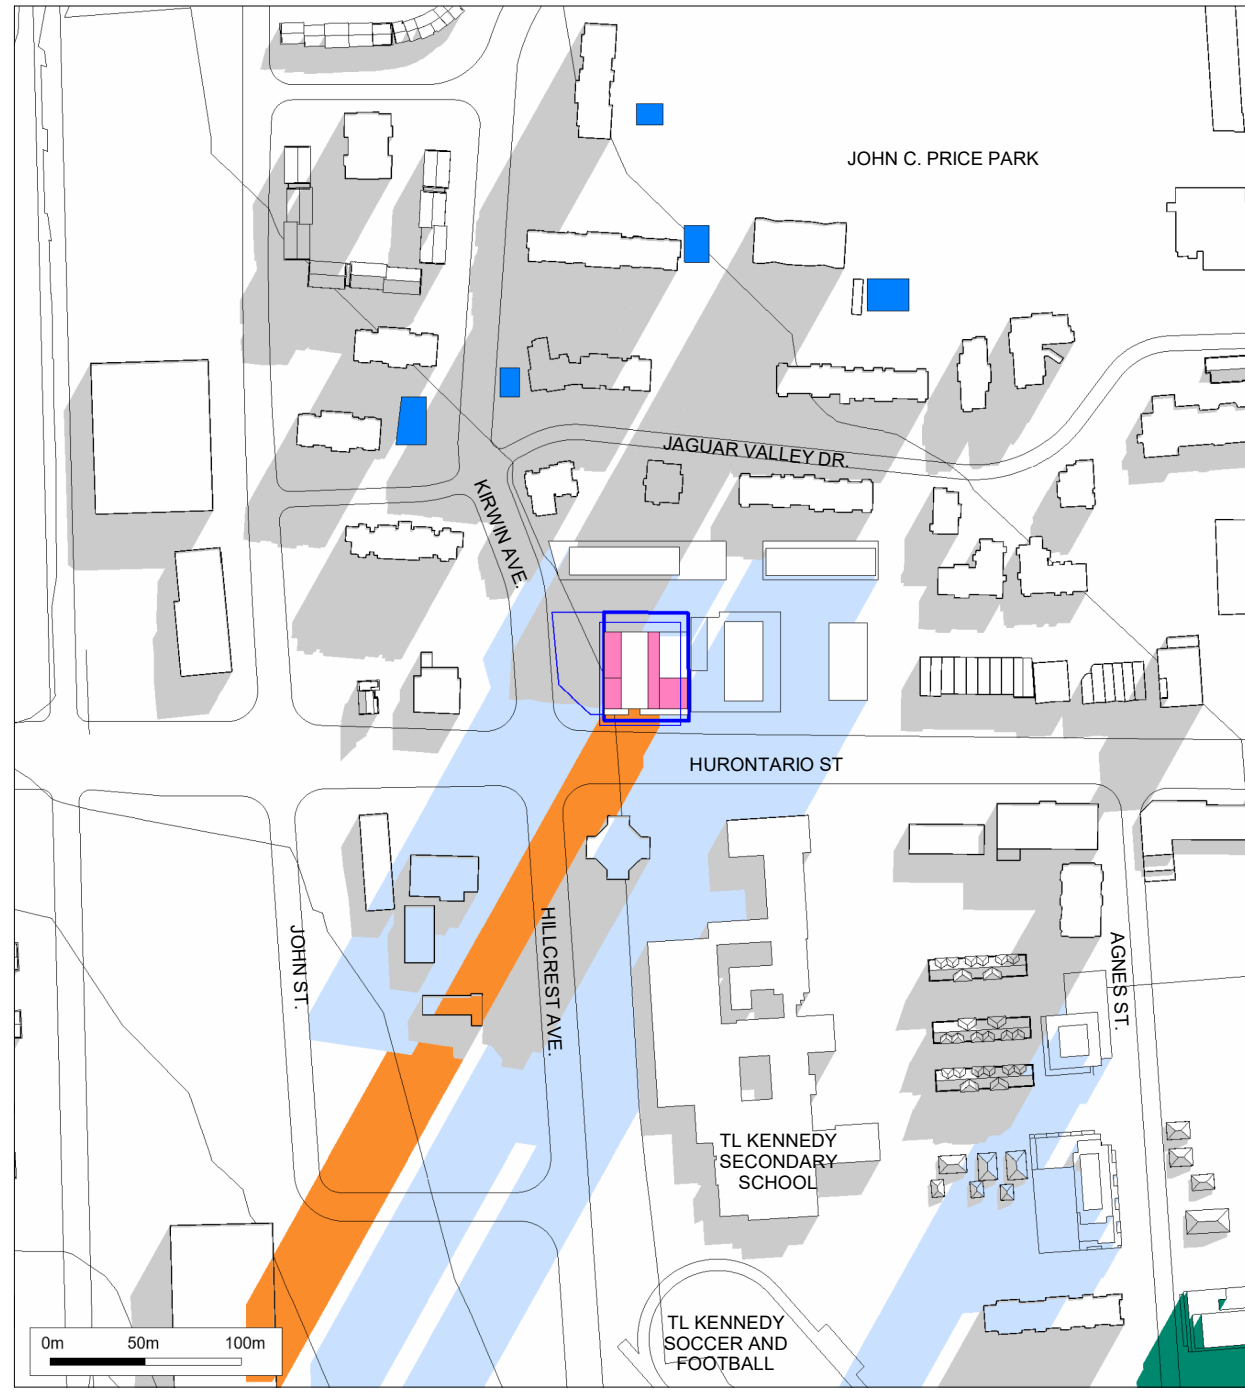 JOHN C. PRICE PARK
JAGUAR VALLEY DR.
KIRWIN AVE.
HURONTARIO ST
JOHN ST.
HILLCREST AVE.
AGNES ST.
TL KENNEDY
SECONDARY
SCHOOL
TL KENNEDY
SOCCER AND
FOOTBALL
0m 50m 100m